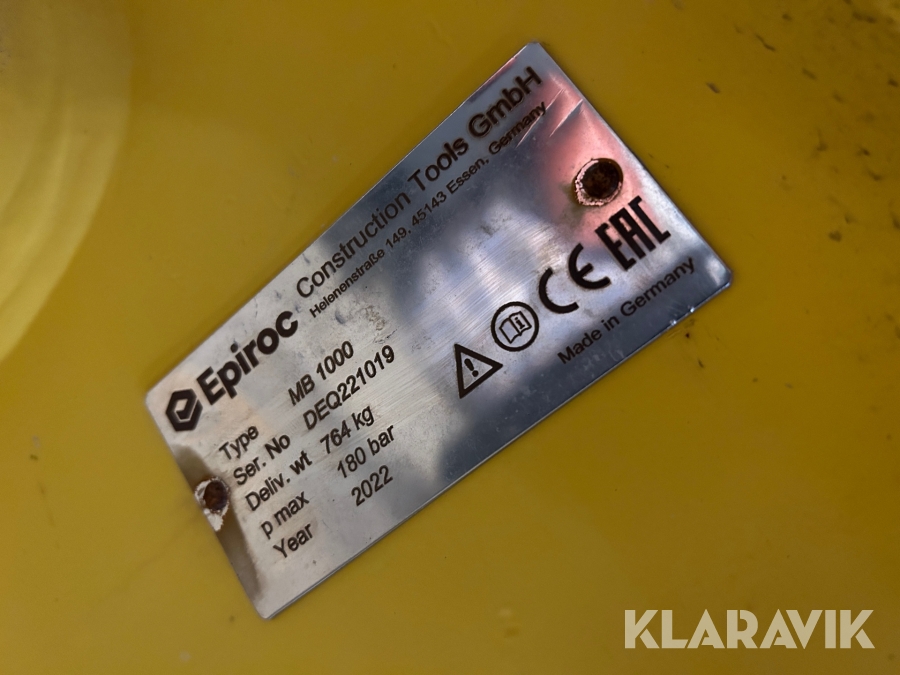 Epiroc Construction Tools GmbH
Helenenstraße 149, 45143 Essen, Germany
Type MB 1000
Ser. No DEQ221019
Deliv. wt 764 kg
p max 180 bar
Year 2022
CE EAC
Made in Germany
KLARAVIK